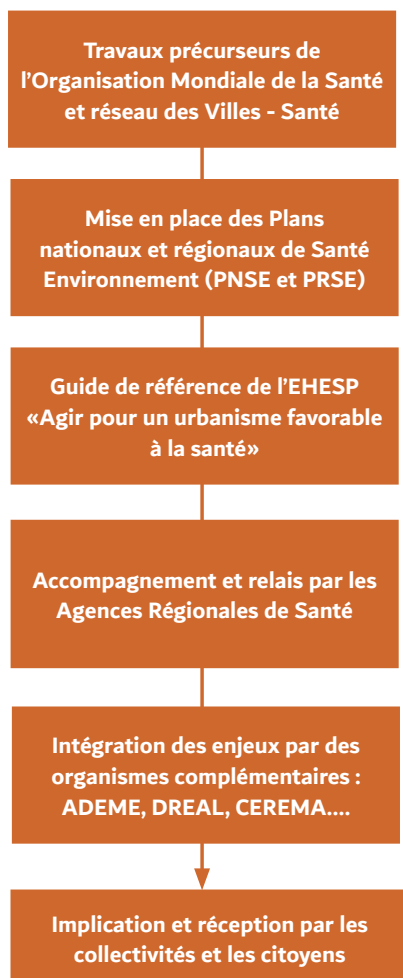 Travaux précurseurs de
l’Organisation Mondiale de la Santé
et réseau des Villes - Santé
Mise en place des Plans
nationaux et régionaux de Santé
Environnement (PNSE et PRSE)
Guide de référence de l’EHESP
«Agir pour un urbanisme favorable
à la santé»
Accompagnement et relais par les
Agences Régionales de Santé
Intégration des enjeux par des
organismes complémentaires :
ADEME, DREAL, CEREMA....
Implication et réception par les
collectivités et les citoyens